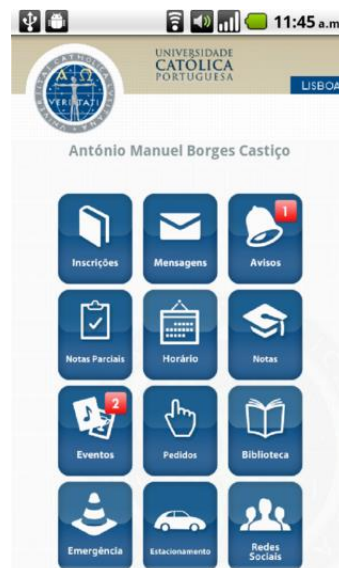 11:45 a.m
UNIVERSIDADE
CATÓLICA
PORTUGUESA
VERITATI
LISBOA
António Manuel Borges Castiço
1
Inscrições
Mensagens
Avisos
Notas Parciais
Horário
Notas
2
Eventos
Pedidos
Biblioteca
Emergência
Estacionamento
Redes
Sociais